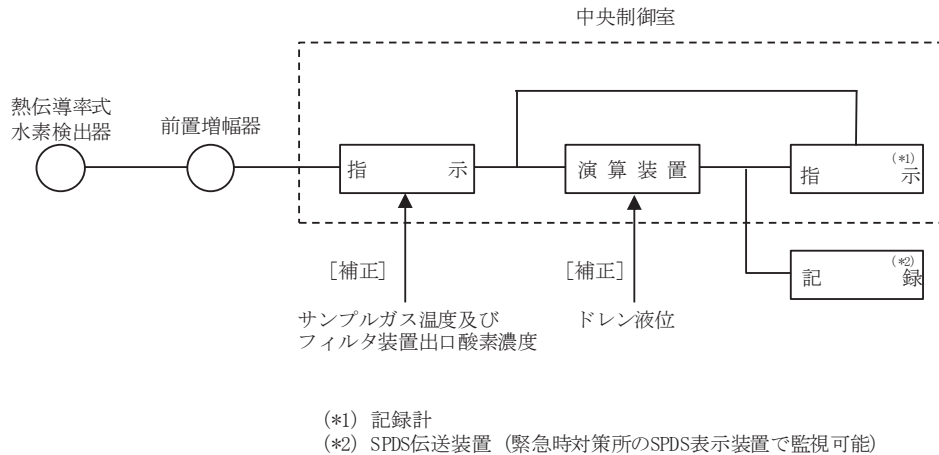 中央制御室
熱伝導率式
水素検出器
前置増幅器
指 示
演 算 装 置
(*1)
指 示
[補正]
[補正]
(*2)
記 録
サンプルガス温度及び
フィルタ装置出口酸素濃度
ドレン液位
(*1) 記録計
(*2) SPDS伝送装置 (緊急時対策所のSPDS表示装置で監視可能)